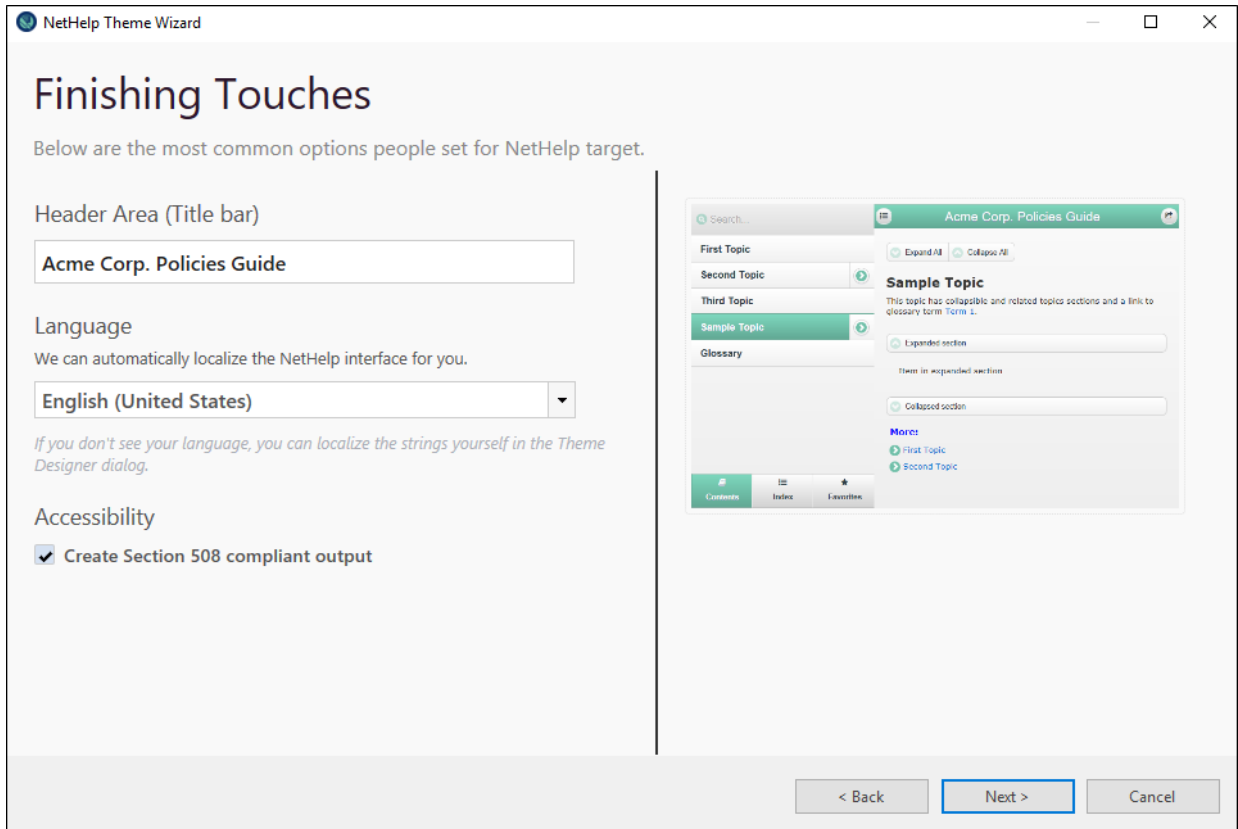 NetHelp Theme Wizard
Finishing Touches
Below are the most common options people set for NetHelp target.
Header Area (Title bar)
Acme Corp. Policies Guide
Language
We can automatically localize the NetHelp interface for you.
English (United States)
If you don't see your language, you can localize the strings yourself in the Theme
Designer dialog.
Accessibility
Create Section 508 compliant output
Search...
First Topic
Second Topic
Third Topic
Sample Topic
Glossary
Contents
Index
Favorites
Acme Corp. Policies Guide
Expand All
Collapse All
Sample Topic
This topic has collapsible and related topics sections and a link to
glossary term Term 1.
Expanded section
Item in expanded section
Collapsed section
More:
First Topic
Second Topic
< Back
Next >
Cancel